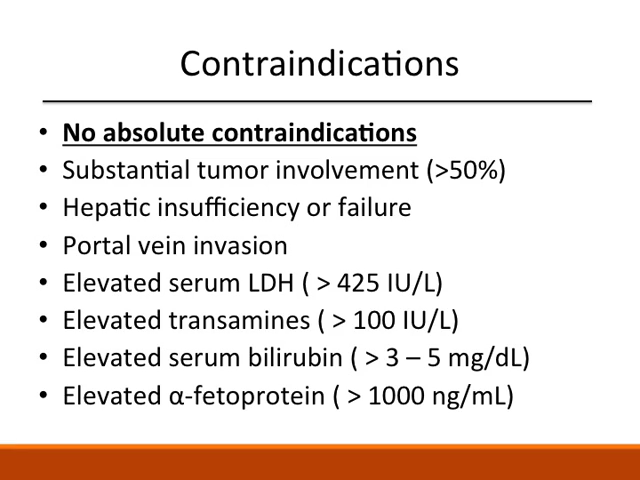 Contraindications
• No absolute contraindications
• Substantial tumor involvement (>50%)
• Hepatic insufficiency or failure
• Portal vein invasion
• Elevated serum LDH ( > 425 IU/L)
• Elevated transamines ( > 100 IU/L)
• Elevated serum bilirubin ( > 3 – 5 mg/dL)
• Elevated α-fetoprotein ( > 1000 ng/mL)